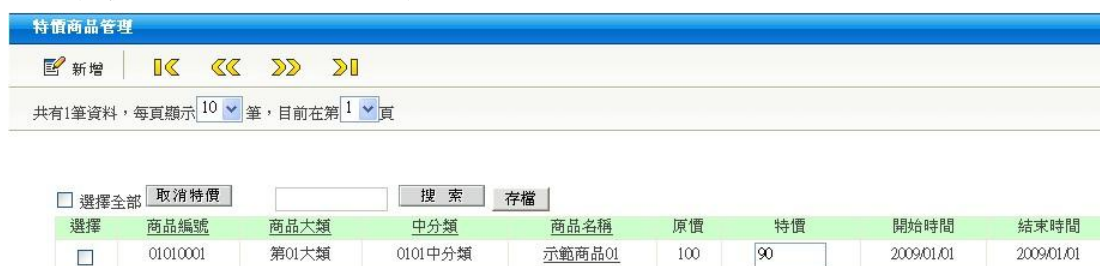 特價商品管理
新增
共有1筆資料，每頁顯示 10 筆，目前在第 1 頁
選擇全部 取消特價 搜 索 存檔
選擇 商品編號 商品大類 中分類 商品名稱 原價 特價 開始時間 結束時間
01010001 第01大類 0101中分類 示範商品01 100 90 2009/01/01 2009/01/01